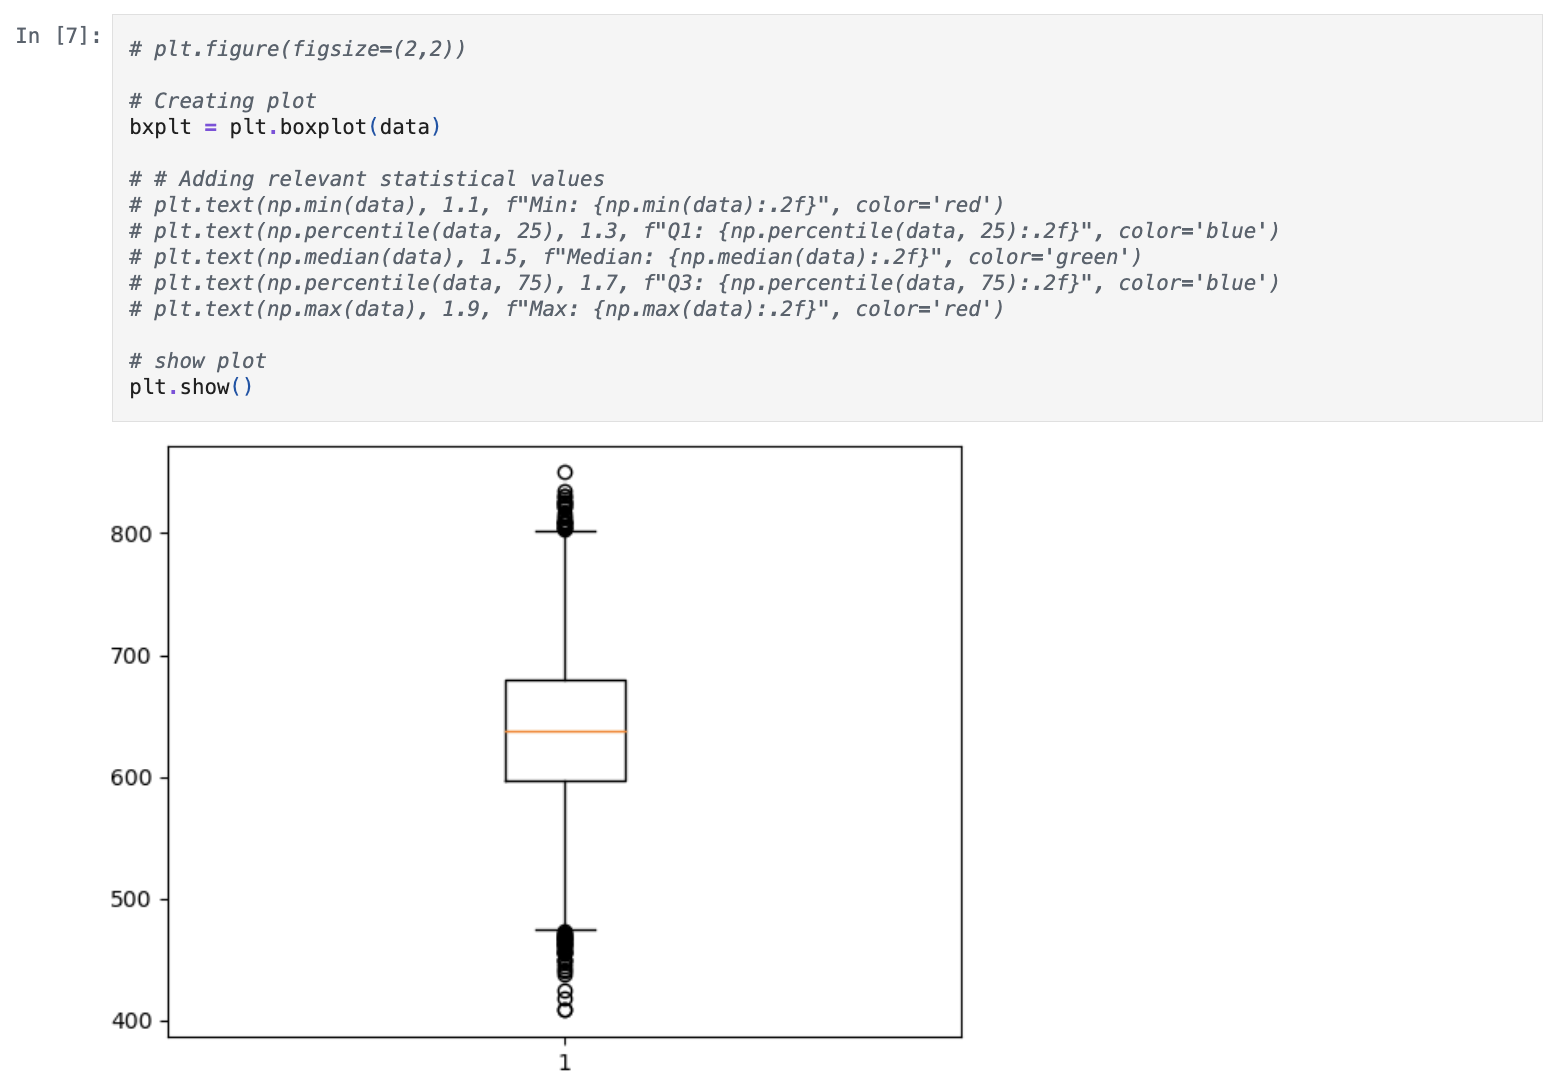 In [7]:
# plt.figure(figsize=(2,2))
# Creating plot
bxplt = plt.boxplot(data)
# # Adding relevant statistical values
# plt.text(np.min(data), 1.1, f"Min: {np.min(data):.2f}", color='red')
# plt.text(np.percentile(data, 25), 1.3, f"Q1: {np.percentile(data, 25):.2f}", color='blue')
# plt.text(np.median(data), 1.5, f"Median: {np.median(data):.2f}", color='green')
# plt.text(np.percentile(data, 75), 1.7, f"Q3: {np.percentile(data, 75):.2f}", color='blue')
# plt.text(np.max(data), 1.9, f"Max: {np.max(data):.2f}", color='red')
# show plot
plt.show()
800
700
600
500
400
1